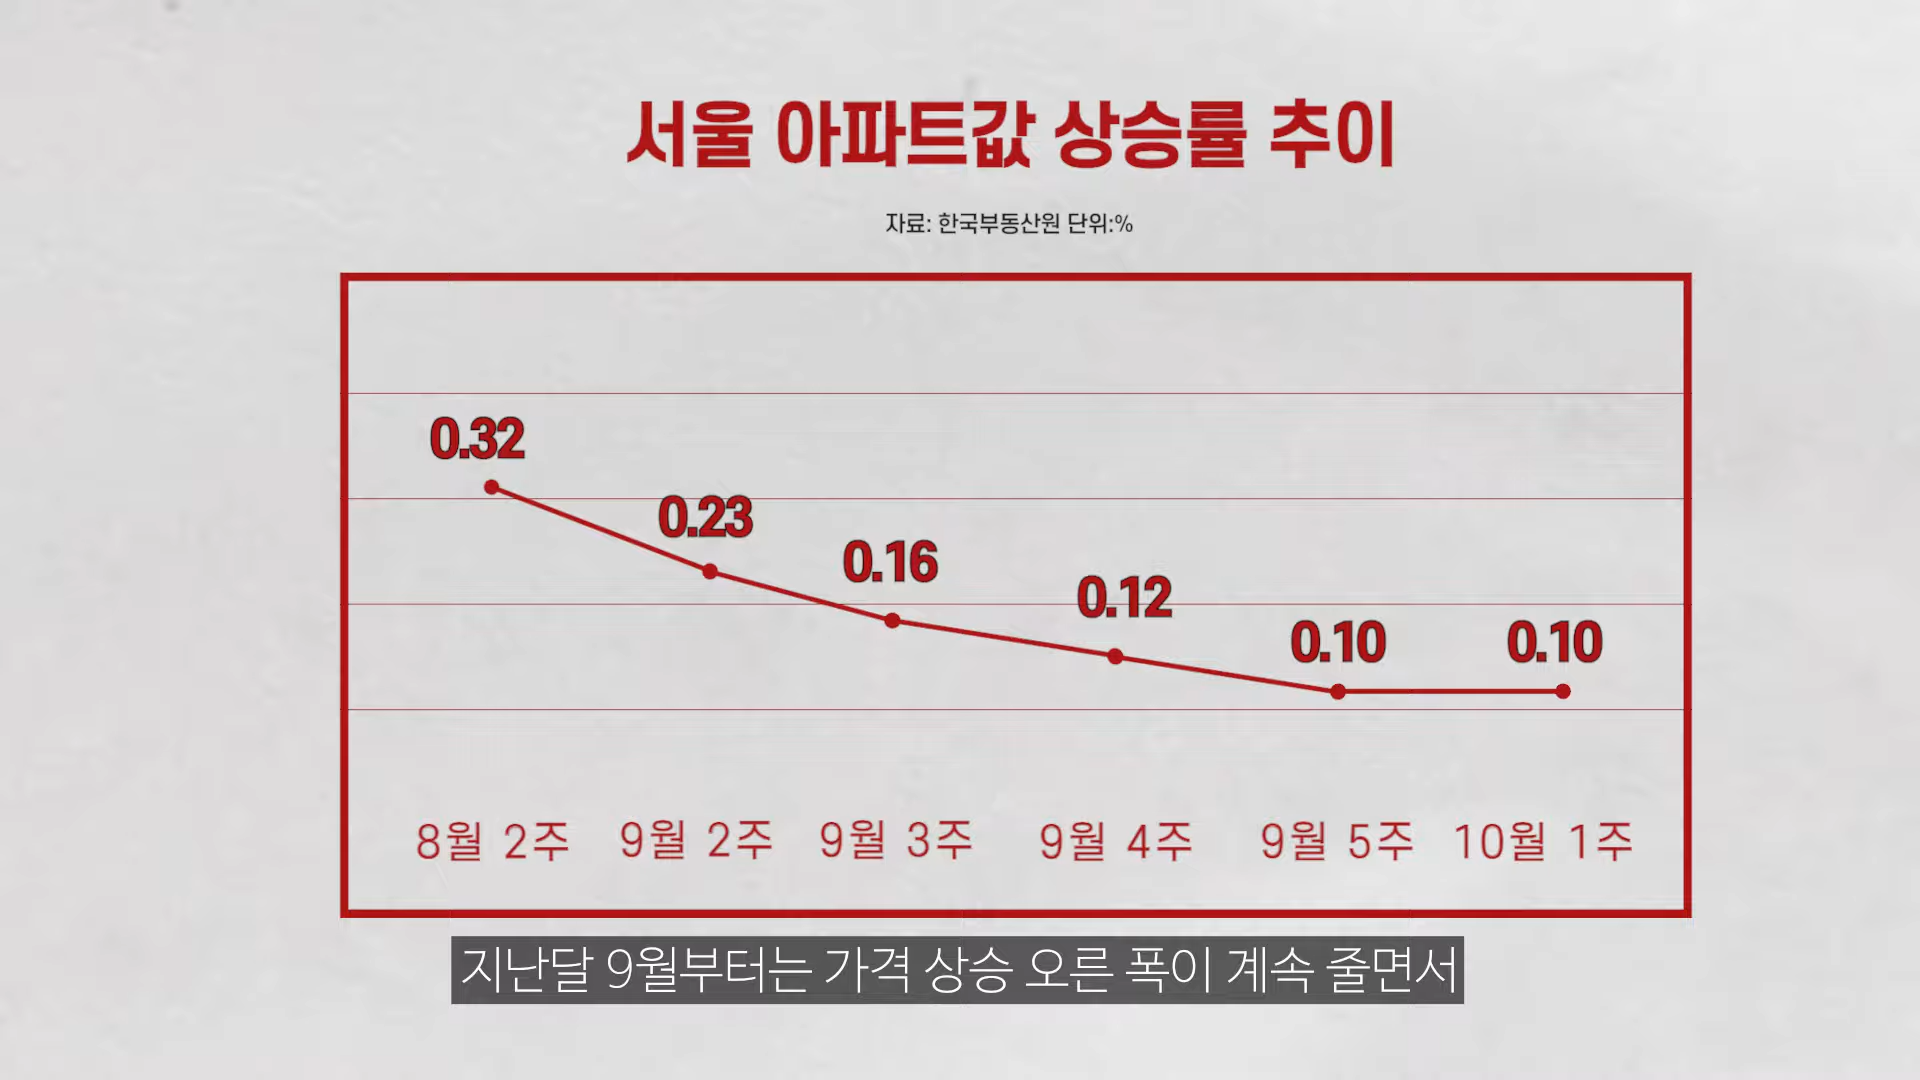 서울 아파트값 상승률 추이
자료: 한국부동산원 단위:%
0.32
0.23
0.16
0.12
0.10
0.10
8월 2주
9월 2주
9월 3주
9월 4주
9월 5주
10월 1주
지난달 9월부터는 가격 상승 오른 폭이 계속 줄면서